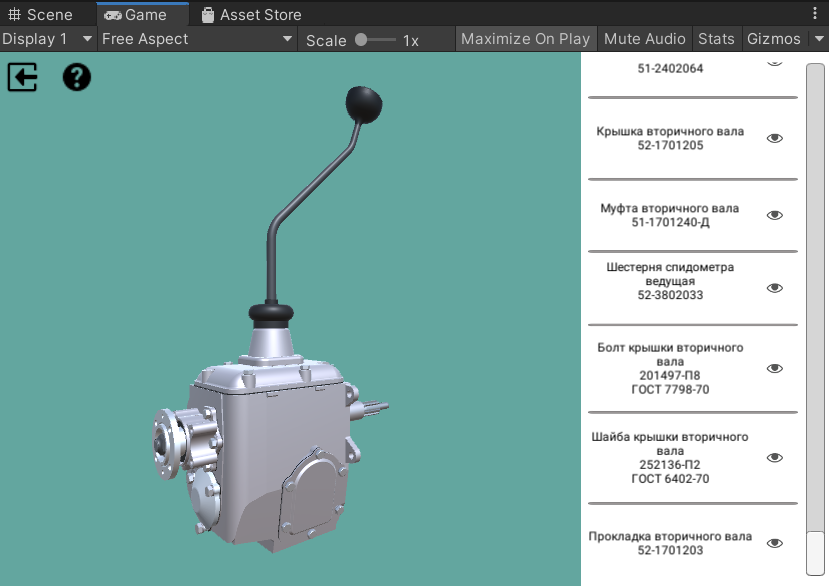 Scene Game Asset Store
Display 1 Free Aspect Scale 1x Maximize On Play Mute Audio Stats Gizmos
51-2402064
Крышка вторичного вала
52-1701205
Муфта вторичного вала
51-1701240-Д
Шестерня спидометра
ведущая
52-3802033
Болт крышки вторичного
вала
201497-П8
ГОСТ 7798-70
Шайба крышки вторичного
вала
252136-П2
ГОСТ 6402-70
Прокладка вторичного вала
52-1701203